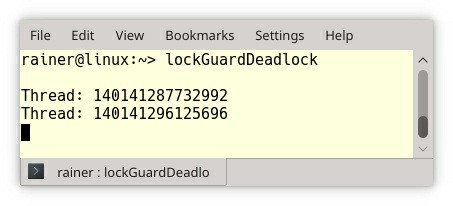 File Edit View Bookmarks Settings Help
rainer@linux:~> lockGuardDeadlock
Thread: 140141287732992
Thread: 140141296125696
rainer : lockGuardDeadlo